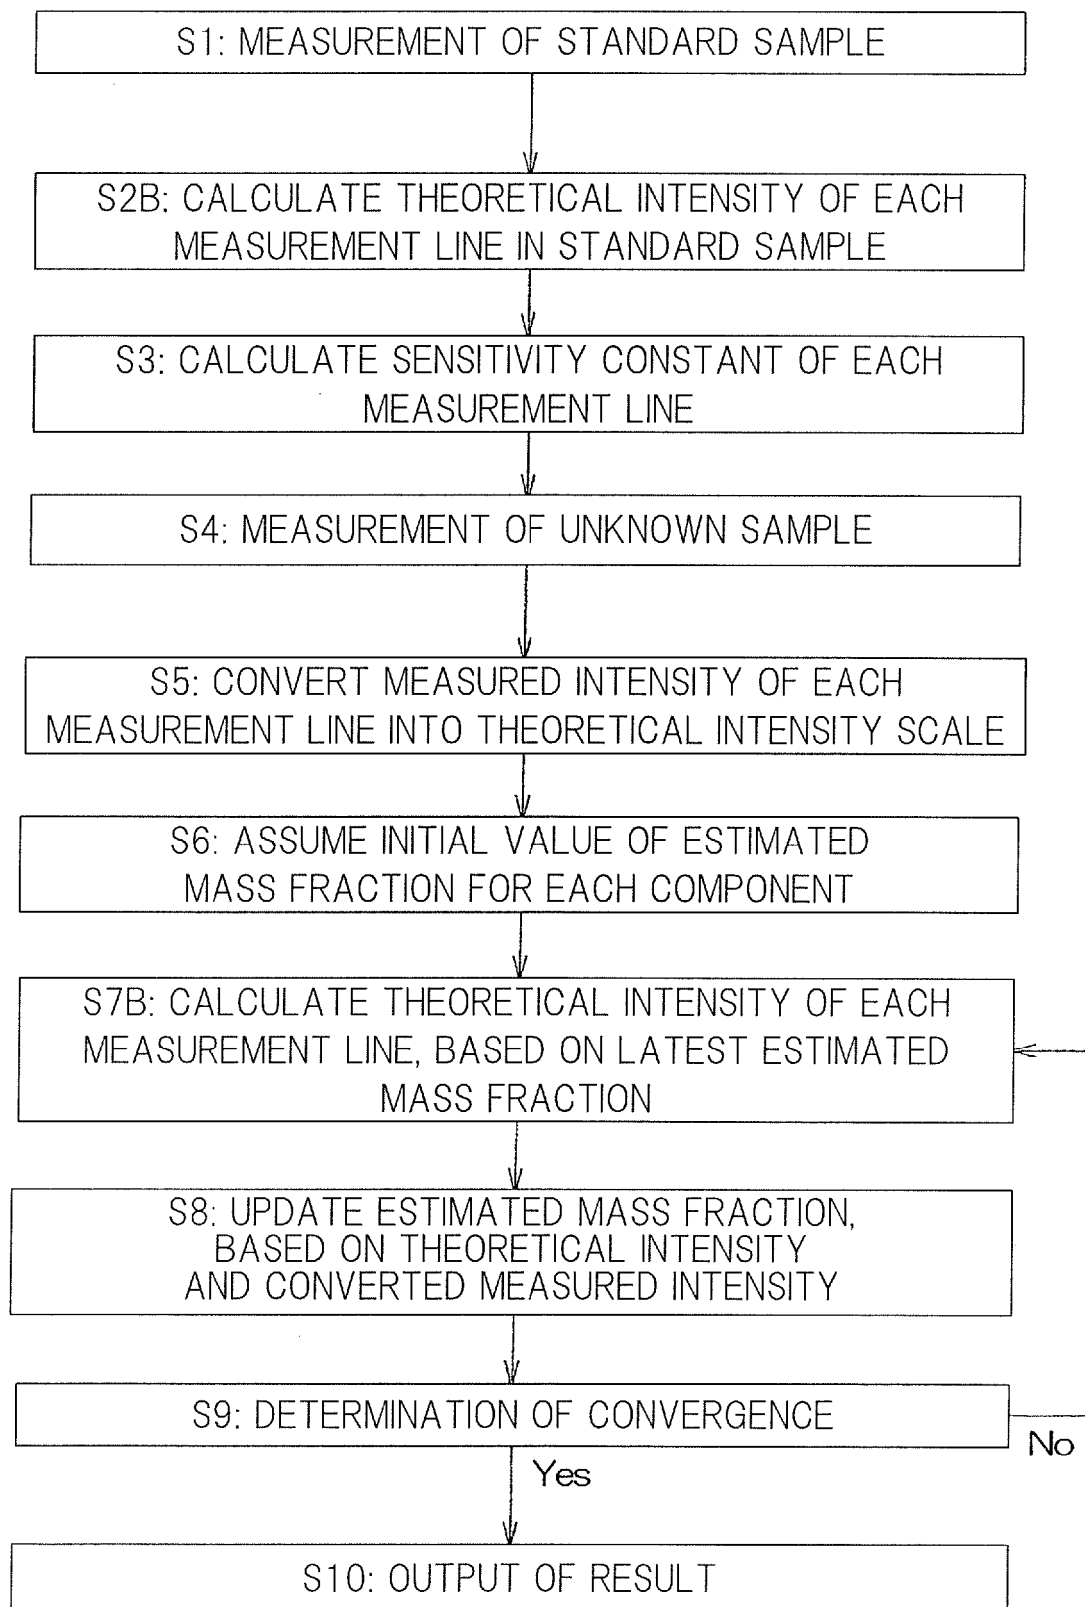 S1: MEASUREMENT OF STANDARD SAMPLE
S2B: CALCULATE THEORETICAL INTENSITY OF EACH
MEASUREMENT LINE IN STANDARD SAMPLE
S3: CALCULATE SENSITIVITY CONSTANT OF EACH
MEASUREMENT LINE
S4: MEASUREMENT OF UNKNOWN SAMPLE
S5: CONVERT MEASURED INTENSITY OF EACH
MEASUREMENT LINE INTO THEORETICAL INTENSITY SCALE
S6: ASSUME INITIAL VALUE OF ESTIMATED
MASS FRACTION FOR EACH COMPONENT
S7B: CALCULATE THEORETICAL INTENSITY OF EACH
MEASUREMENT LINE, BASED ON LATEST ESTIMATED
MASS FRACTION
S8: UPDATE ESTIMATED MASS FRACTION,
BASED ON THEORETICAL INTENSITY
AND CONVERTED MEASURED INTENSITY
S9: DETERMINATION OF CONVERGENCE
No
Yes
S10: OUTPUT OF RESULT